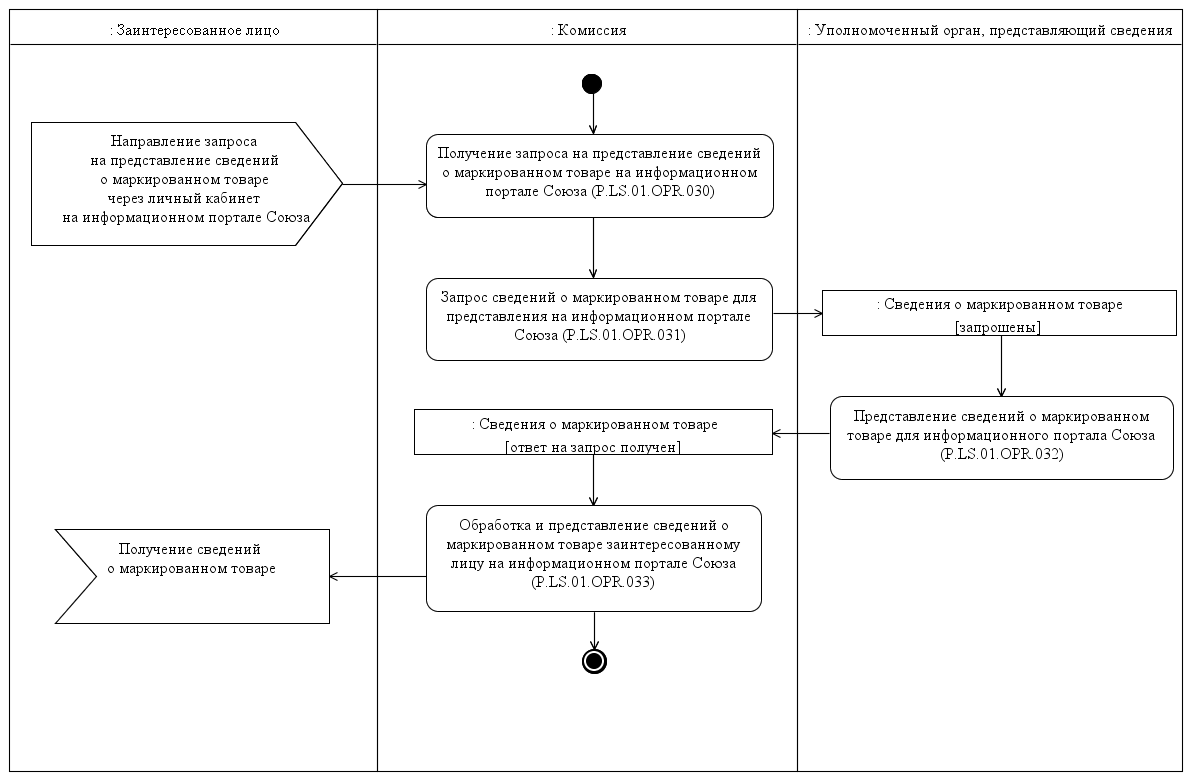 : Заинтересованное лицо
: Комиссия
: Уполномоченный орган, представляющий сведения
Направление запроса
на представление сведений
о маркированном товаре
через личный кабинет
на информационном портале Союза
Получение запроса на представление сведений
о маркированном товаре на информационном
портале Союза (P.LS.01.OPR.030)
Запрос сведений о маркированном товаре для
представления на информационном портале
Союза (P.LS.01.OPR.031)
: Сведения о маркированном товаре
[запрошены]
Представление сведений о маркированном
товаре для информационного портала Союза
(P.LS.01.OPR.032)
: Сведения о маркированном товаре
[ответ на запрос получен]
Обработка и представление сведений о
маркированном товаре заинтересованному
лицу на информационном портале Союза
(P.LS.01.OPR.033)
Получение сведений
о маркированном товаре